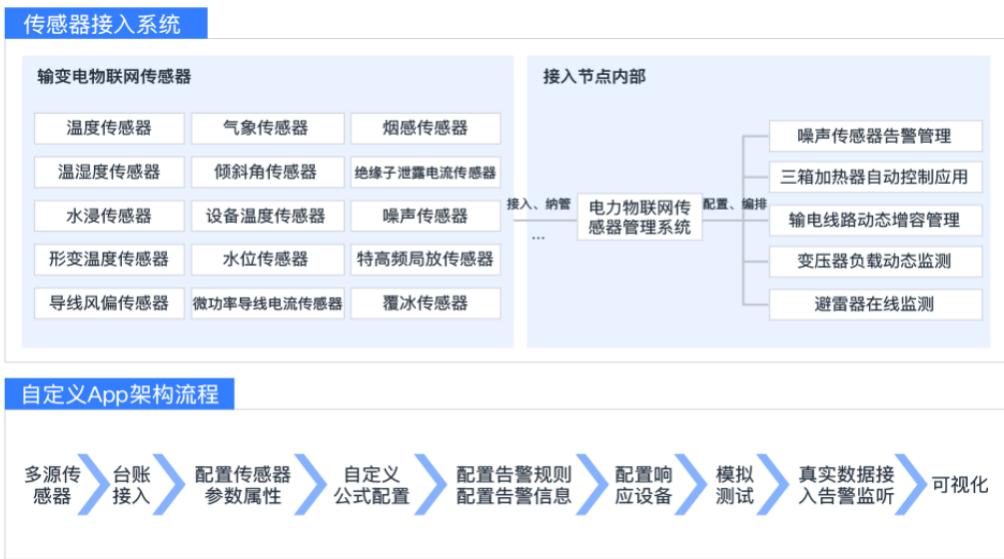 传感器接入系统
输变电物联网传感器
温度传感器
气象传感器
烟感传感器
温湿度传感器
倾斜角传感器
绝缘子泄露电流传感器
水浸传感器
设备温度传感器
噪声传感器
形变温度传感器
水位传感器
特高频局放传感器
导线风偏传感器
微功率导线电流传感器
覆冰传感器
接入、纳管
...
接入节点内部
电力物联网传
感器管理系统
配置、编排
噪声传感器告警管理
三箱加热器自动控制应用
输电线路动态增容管理
变压器负载动态监测
避雷器在线监测
自定义App架构流程
多源传
感器
台账
接入
配置传感器
参数属性
自定义
公式配置
配置告警规则
配置告警信息
配置响
应设备
模拟
测试
真实数据接
入告警监听
可视化